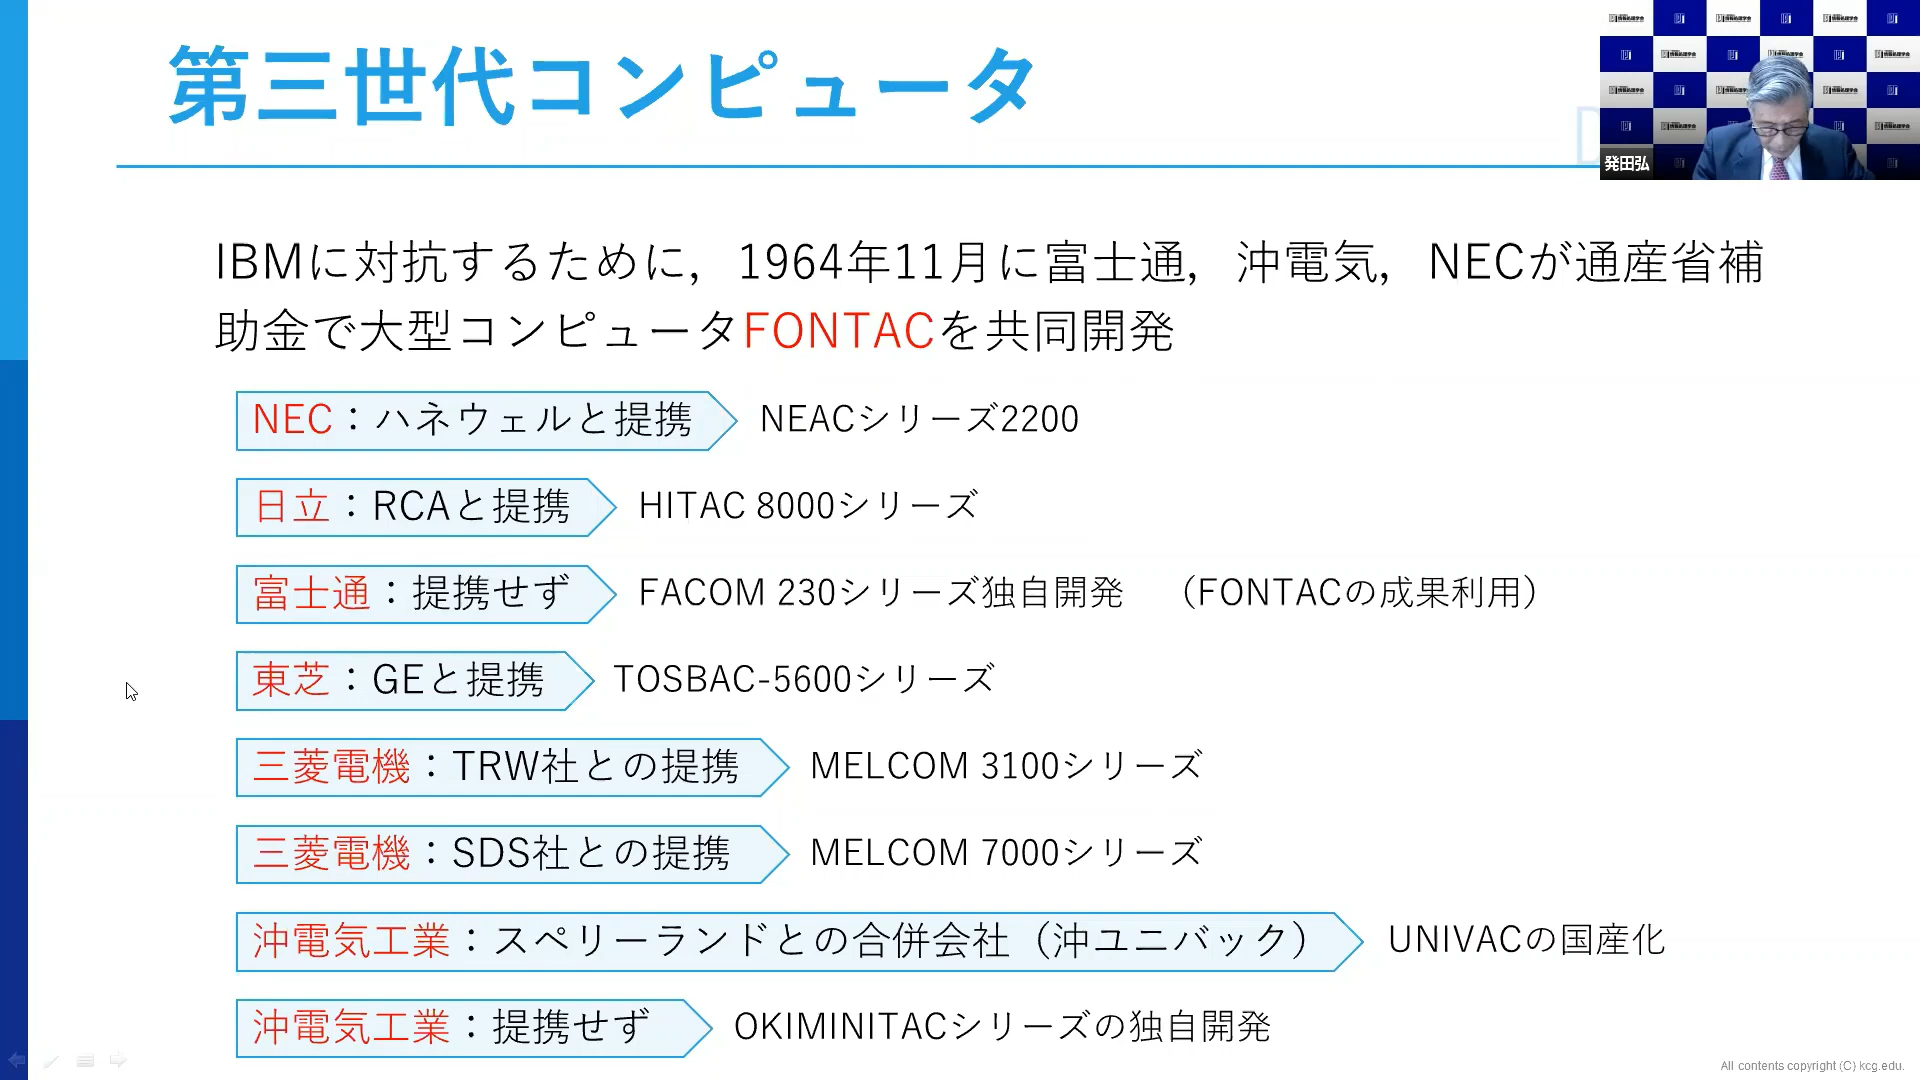 第三世代コンピュータ
発田弘
IBMに対抗するために，1964年11月に富士通，沖電気，NECが通産省補
助金で大型コンピュータFONTACを共同開発
NEC：ハネウェルと提携 NEACシリーズ2200
日立：RCAと提携 HITAC 8000シリーズ
富士通：提携せず FACOM 230シリーズ独自開発 （FONTACの成果利用）
東芝：GEと提携 TOSBAC-5600シリーズ
三菱電機：TRW社との提携 MELCOM 3100シリーズ
三菱電機：SDS社との提携 MELCOM 7000シリーズ
沖電気工業：スペリーランドとの合併会社（沖ユニバック） UNIVACの国産化
沖電気工業：提携せず OKIMINITACシリーズの独自開発
All contents copyright (C) kcg.edu.